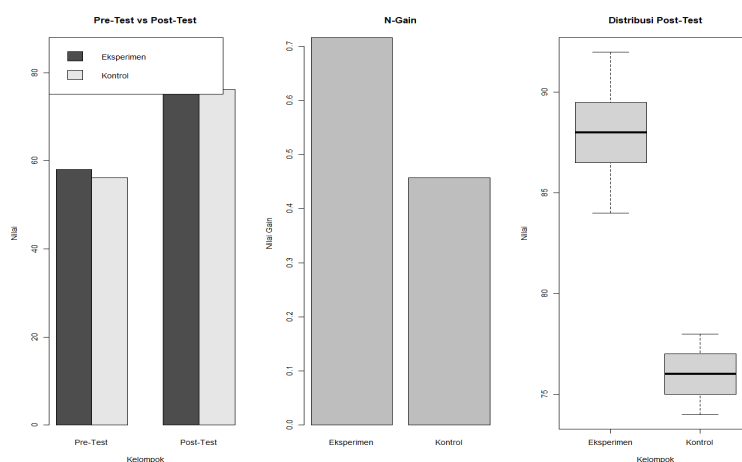 Pre-Test vs Post-Test
Eksperimen
Kontrol
80
60
40
20
0
Nilai
Pre-Test Post-Test
Kelompok
N-Gain
0.7
0.6
0.5
0.4
0.3
0.2
0.1
0.0
Nilai Gain
Eksperimen Kontrol
Distribusi Post-Test
90
85
80
75
Nilai
Eksperimen Kontrol
Kelompok